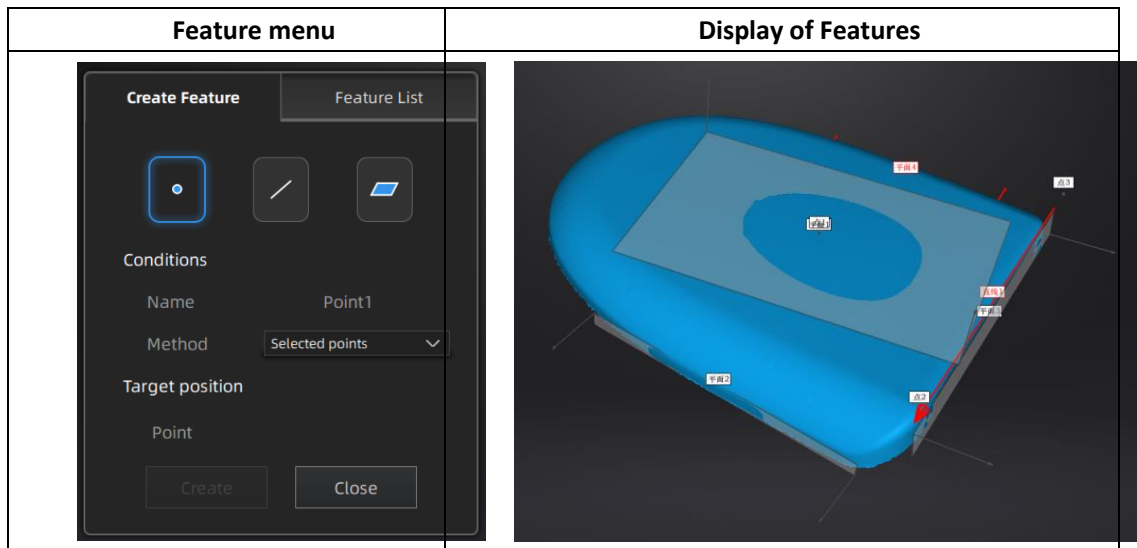 Feature menu
Display of Features
Create Feature
Feature List
Conditions
Name
Point1
Method
Selected points
Target position
Point
Create
Close
平面4
点3
直线1
平面2
点2